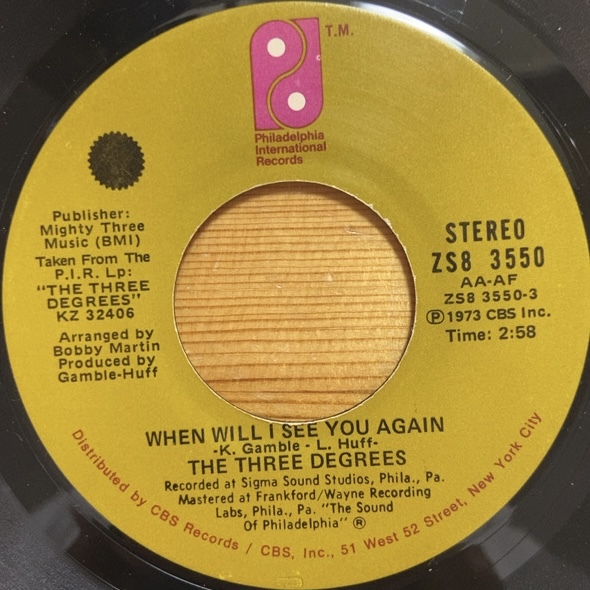 T.M.
Philadelphia
International
Records
Publisher:
Mighty Three
Music (BMI)
Taken From The
P.I.R. Lp:
"THE THREE
DEGREES"
KZ 32406
Arranged by
Bobby Martin
Produced by
Gamble-Huff
STEREO
ZS8 3550
AA-AF
ZS8 3550-3
Ⓟ1973 CBS Inc.
Time: 2:58
WHEN WILL I SEE YOU AGAIN
-K. Gamble - L. Huff-
THE THREE DEGREES
Recorded at Sigma Sound Studios, Phila., Pa.
Mastered at Frankford/Wayne Recording
Labs, Phila., Pa. "The Sound
Of Philadelphia" ®
Distributed by CBS Records / CBS, Inc., 51 West 52 Street, New York City